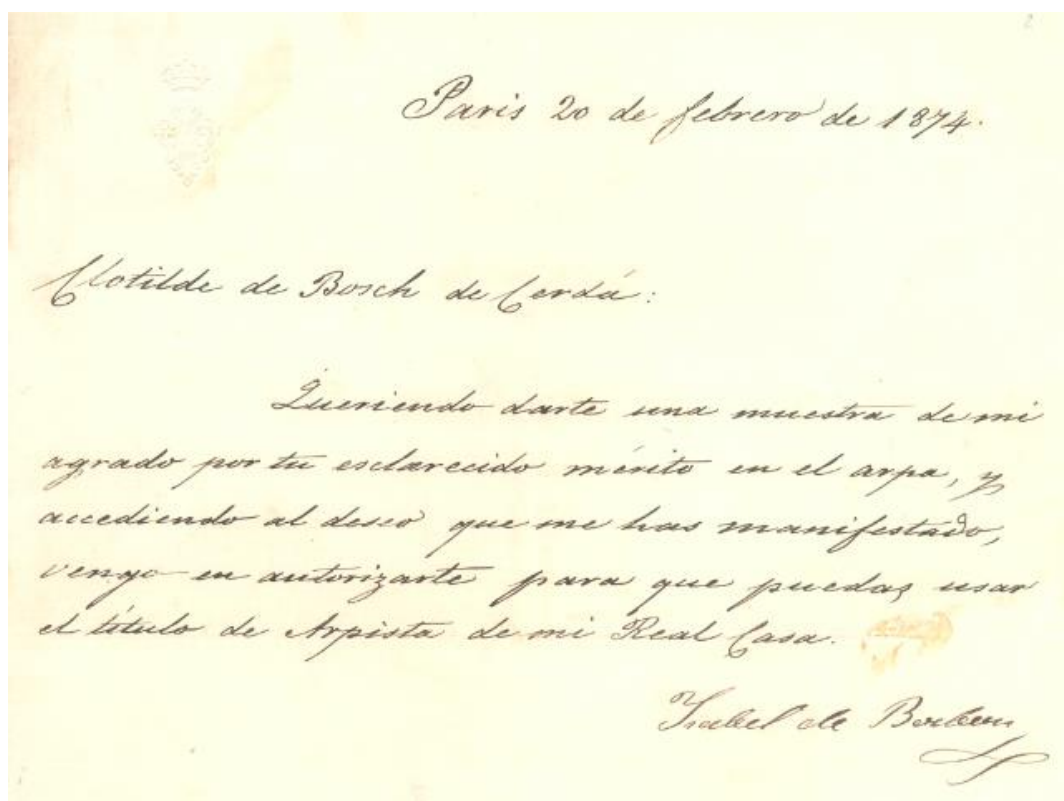 Paris 20 de febrero de 1874.
Clotilde de Bosch de Cerdá:
Queriendo darte una muestra de mi
agrado por tu esclarecido mérito en el arpa, y
accediendo al deseo que me has manifestado,
vengo en autorizarte para que puedas usar
el título de Arpista de mi Real Casa.
Isabel de Borbon